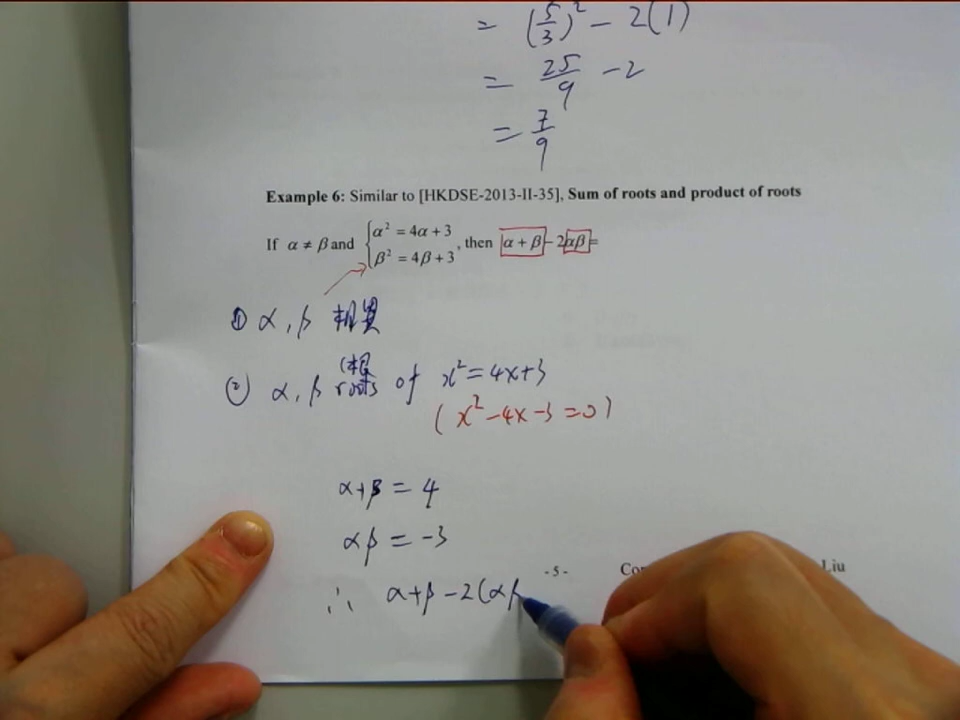 = (5/3)² − 2(1)
= 25/9 − 2
= 7/9
Example 6: Similar to [HKDSE-2013-II-35], Sum of roots and product of roots
If α ≠ β and { α² = 4α + 3
β² = 4β + 3 , then α + β − 2αβ =
① α, β 相異
(根
② α, β roots of x² = 4x+3
(x² − 4x − 3 = 0)
α+β = 4
αβ = −3
-5- Co Liu
∴ α+β − 2(αβ